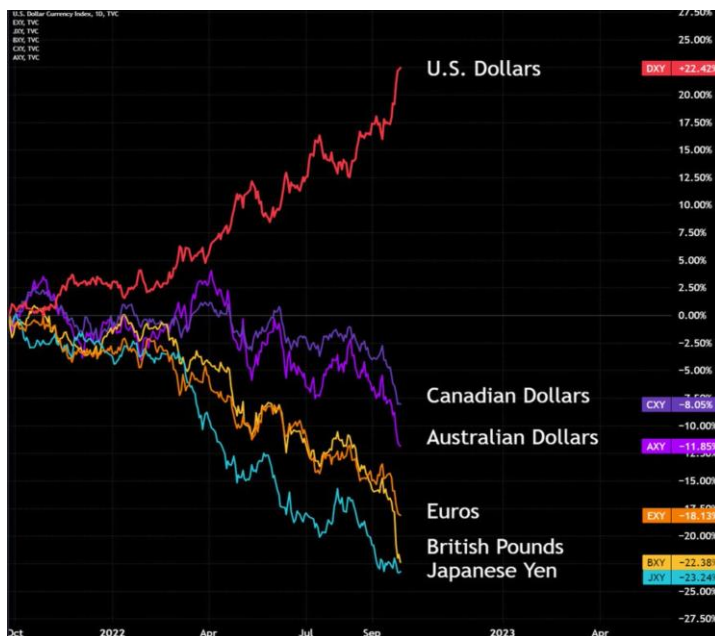 U.S. Dollar Currency Index, 1D, TVC
EXY, TVC
JXY, TVC
BXY, TVC
CXY, TVC
AXY, TVC
27.50%
25.00%
U.S. Dollars
DXY +22.42%
20.00%
17.50%
15.00%
12.50%
10.00%
7.50%
5.00%
2.50%
0.00%
−2.50%
−5.00%
Canadian Dollars
CXY −8.05%
−10.00%
Australian Dollars
AXY −11.85%
−15.00%
Euros
EXY −18.13%
−20.00%
British Pounds
BXY −22.38%
Japanese Yen
JXY −23.24%
−25.00%
−27.50%
Oct 2022 Apr Jul Sep 2023 Apr